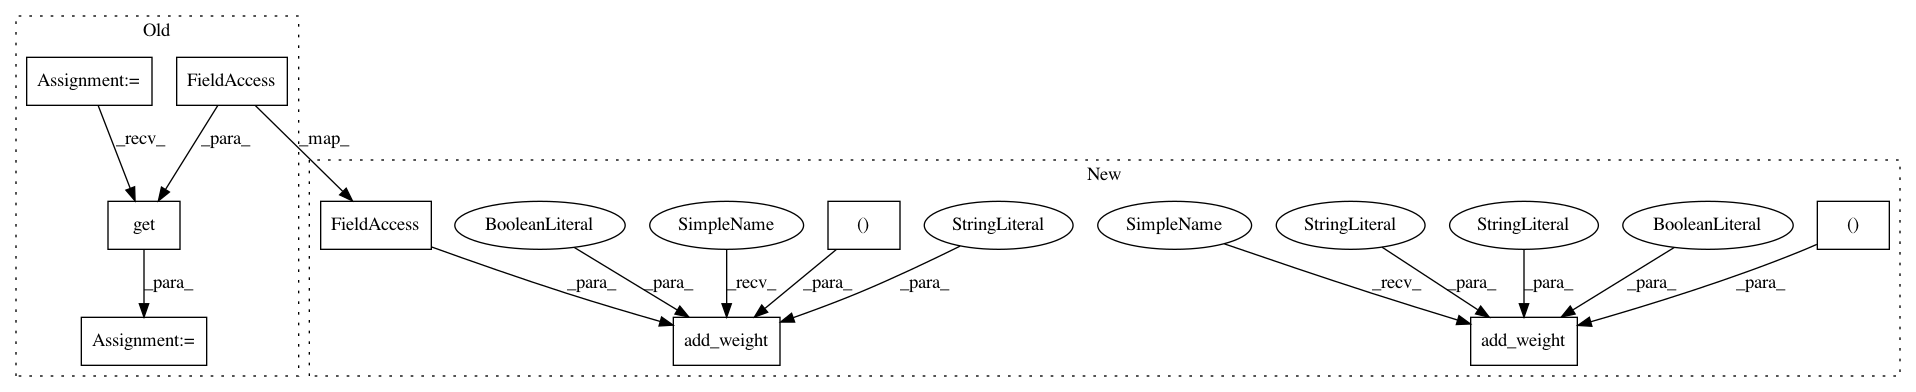 Old
Assignment:=
FieldAccess
_recv_
_para_
_map_
New
get
FieldAccess
BooleanLiteral
SimpleName
()
StringLiteral
SimpleName
StringLiteral
StringLiteral
BooleanLiteral
()
_para_
_para_
_para_
_recv_
_para_
_para_
_recv_
_para_
_para_
_para_
_para_
Assignment:=
add_weight
add_weight